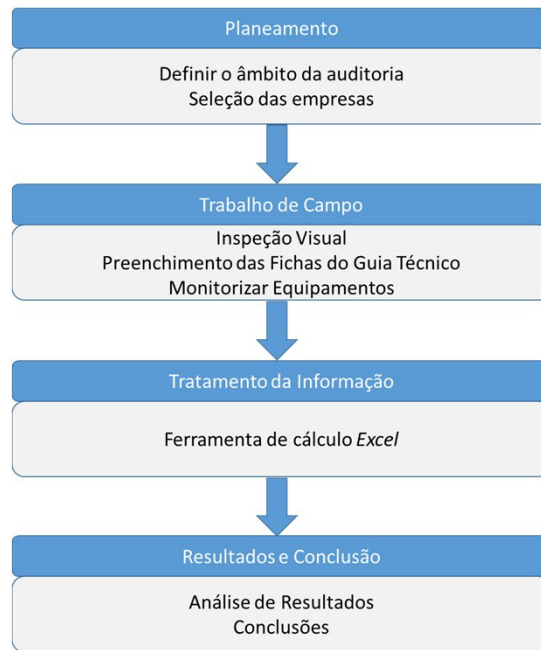 Planeamento
Definir o âmbito da auditoria
Seleção das empresas
Trabalho de Campo
Inspeção Visual
Preenchimento das Fichas do Guia Técnico
Monitorizar Equipamentos
Tratamento da Informação
Ferramenta de cálculo Excel
Resultados e Conclusão
Análise de Resultados
Conclusões